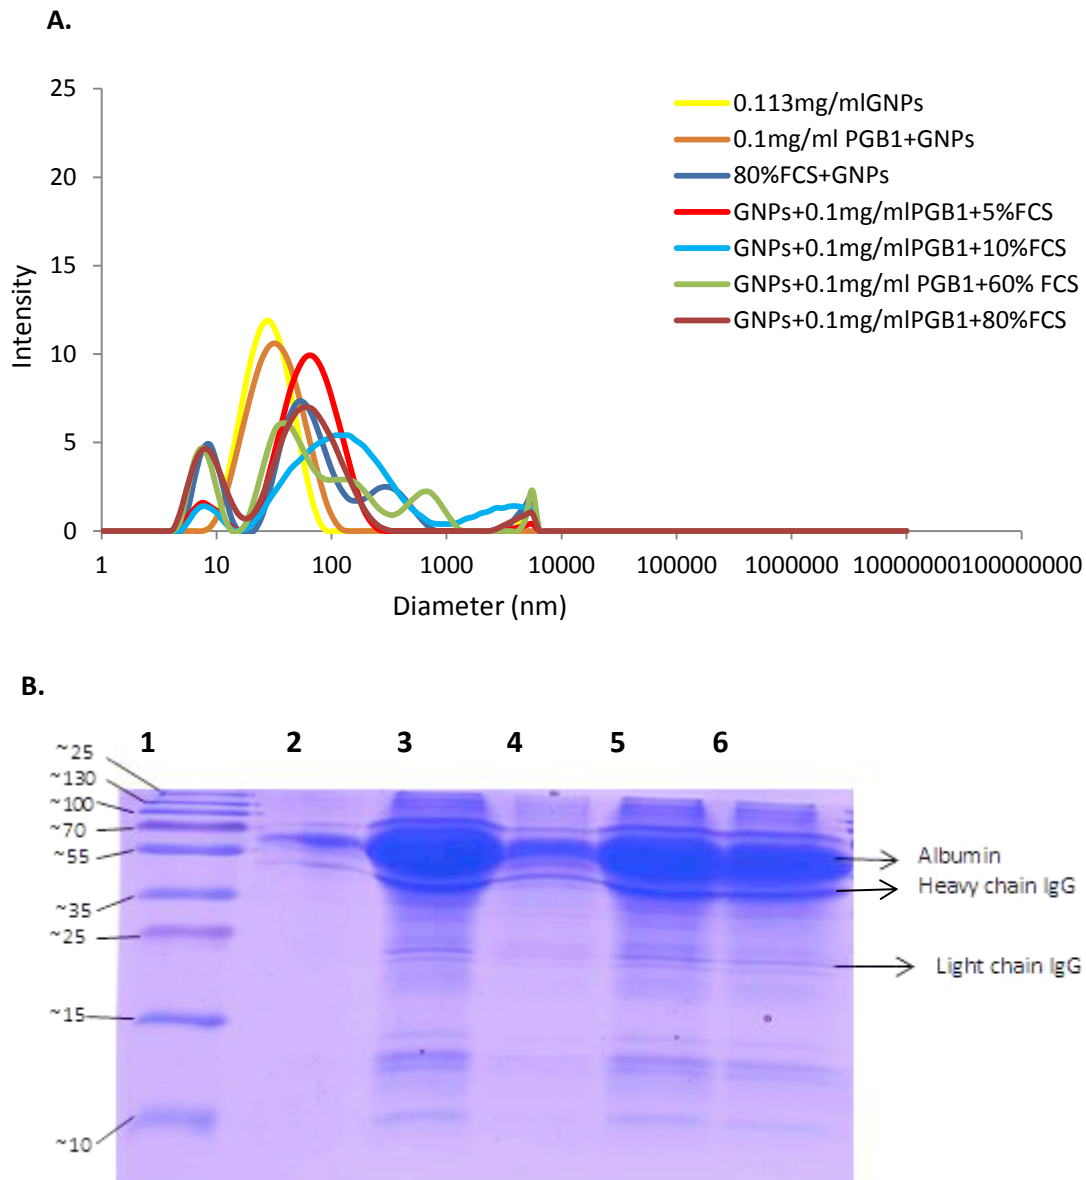 A.
25
20
15
10
5
0
Intensity
1 10 100 1000 10000 100000 1000000 10000000 100000000
Diameter (nm)
0.113mg/mlGNPs
0.1mg/ml PGB1+GNPs
80%FCS+GNPs
GNPs+0.1mg/mlPGB1+5%FCS
GNPs+0.1mg/mlPGB1+10%FCS
GNPs+0.1mg/ml PGB1+60% FCS
GNPs+0.1mg/mlPGB1+80%FCS
B.
1 2 3 4 5 6
~25
~130
~100
~70
~55
~35
~25
~15
~10
Albumin
Heavy chain IgG
Light chain IgG